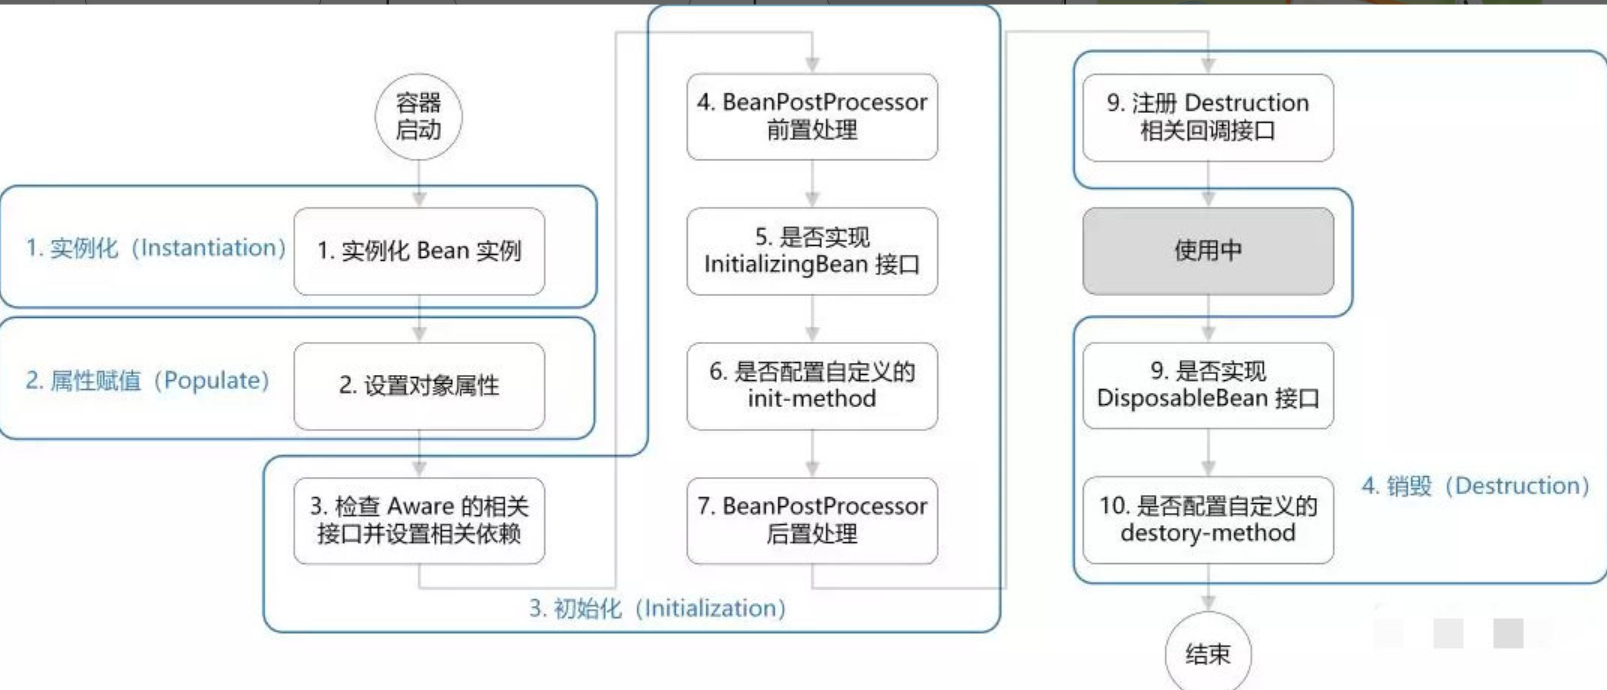 容器
启动
1. 实例化（Instantiation）
1. 实例化 Bean 实例
2. 属性赋值（Populate）
2. 设置对象属性
3. 检查 Aware 的相关
接口并设置相关依赖
3. 初始化（Initialization）
4. BeanPostProcessor
前置处理
5. 是否实现
InitializingBean 接口
6. 是否配置自定义的
init-method
7. BeanPostProcessor
后置处理
9. 注册 Destruction
相关回调接口
使用中
9. 是否实现
DisposableBean 接口
10. 是否配置自定义的
destory-method
4. 销毁（Destruction）
结束